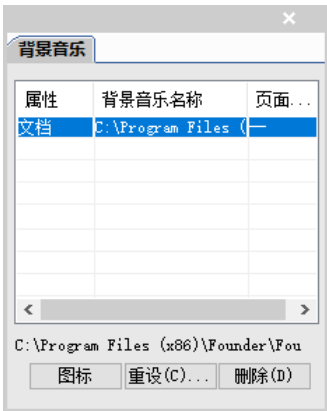 背景音乐
属性 背景音乐名称 页面...
文档 C:\Program Files ( —
C:\Program Files (x86)\Founder\Fou
图标 重设(C)... 删除(D)